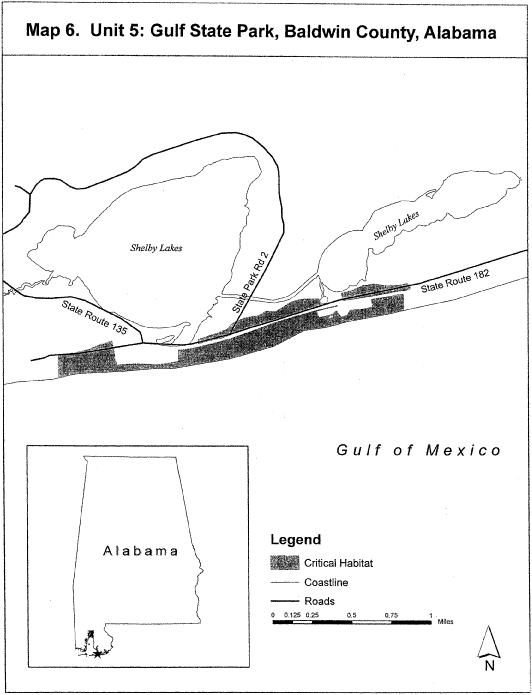 Map 6. Unit 5: Gulf State Park, Baldwin County, Alabama
Shelby Lakes
Shelby Lakes
State Park Rd 2
State Route 182
State Route 135
Gulf of Mexico
Alabama
Legend
Critical Habitat
Coastline
Roads
0 0.125 0.25 0.5 0.75 1
Miles
N